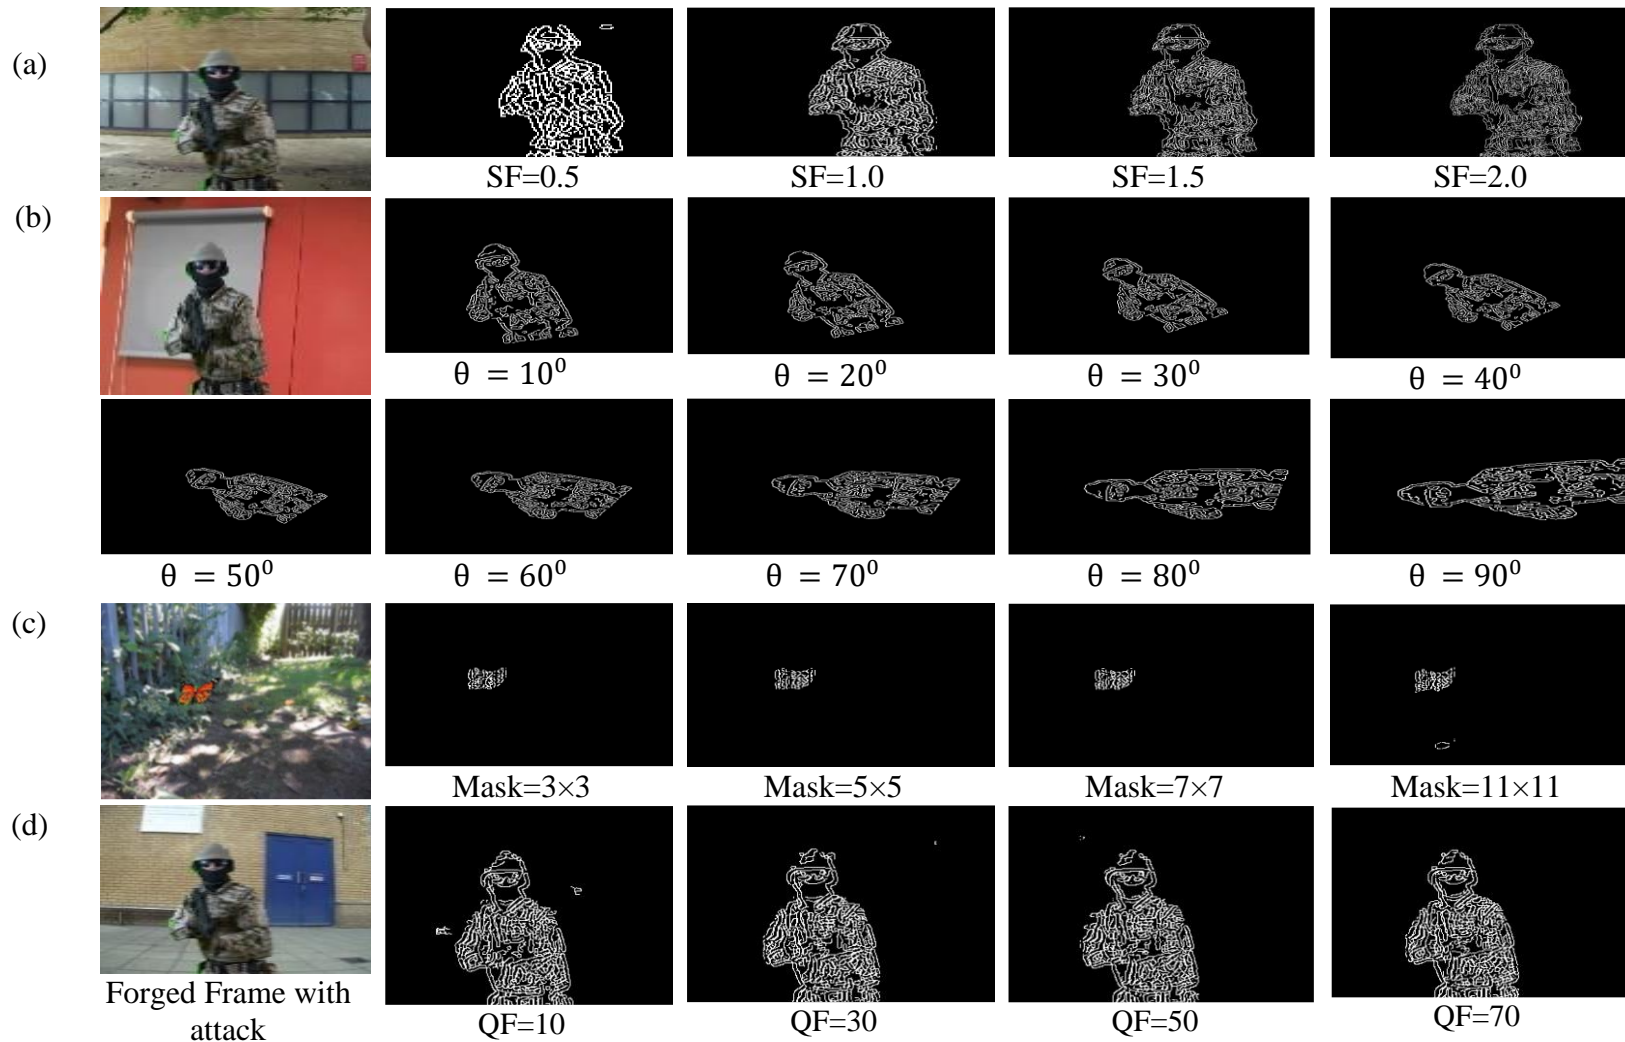 (a)
SF=0.5 SF=1.0 SF=1.5 SF=2.0
(b)
θ = 10⁰ θ = 20⁰ θ = 30⁰ θ = 40⁰
θ = 50⁰ θ = 60⁰ θ = 70⁰ θ = 80⁰ θ = 90⁰
(c)
Mask=3×3 Mask=5×5 Mask=7×7 Mask=11×11
(d)
Forged Frame with
attack
QF=10 QF=30 QF=50 QF=70